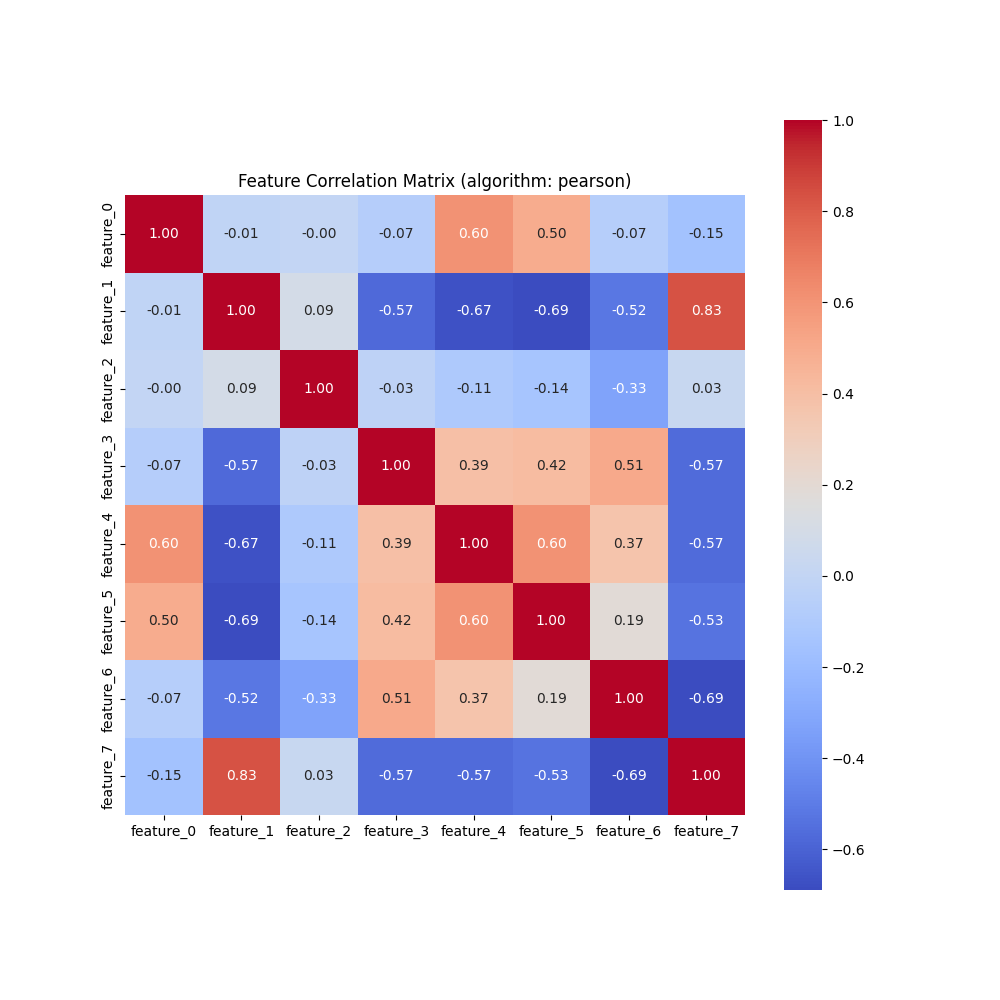 Feature Correlation Matrix (algorithm: pearson)
feature_0 1.00 -0.01 -0.00 -0.07 0.60 0.50 -0.07 -0.15
feature_1 -0.01 1.00 0.09 -0.57 -0.67 -0.69 -0.52 0.83
feature_2 -0.00 0.09 1.00 -0.03 -0.11 -0.14 -0.33 0.03
feature_3 -0.07 -0.57 -0.03 1.00 0.39 0.42 0.51 -0.57
feature_4 0.60 -0.67 -0.11 0.39 1.00 0.60 0.37 -0.57
feature_5 0.50 -0.69 -0.14 0.42 0.60 1.00 0.19 -0.53
feature_6 -0.07 -0.52 -0.33 0.51 0.37 0.19 1.00 -0.69
feature_7 -0.15 0.83 0.03 -0.57 -0.57 -0.53 -0.69 1.00
feature_0 feature_1 feature_2 feature_3 feature_4 feature_5 feature_6 feature_7
1.0
0.8
0.6
0.4
0.2
0.0
−0.2
−0.4
−0.6